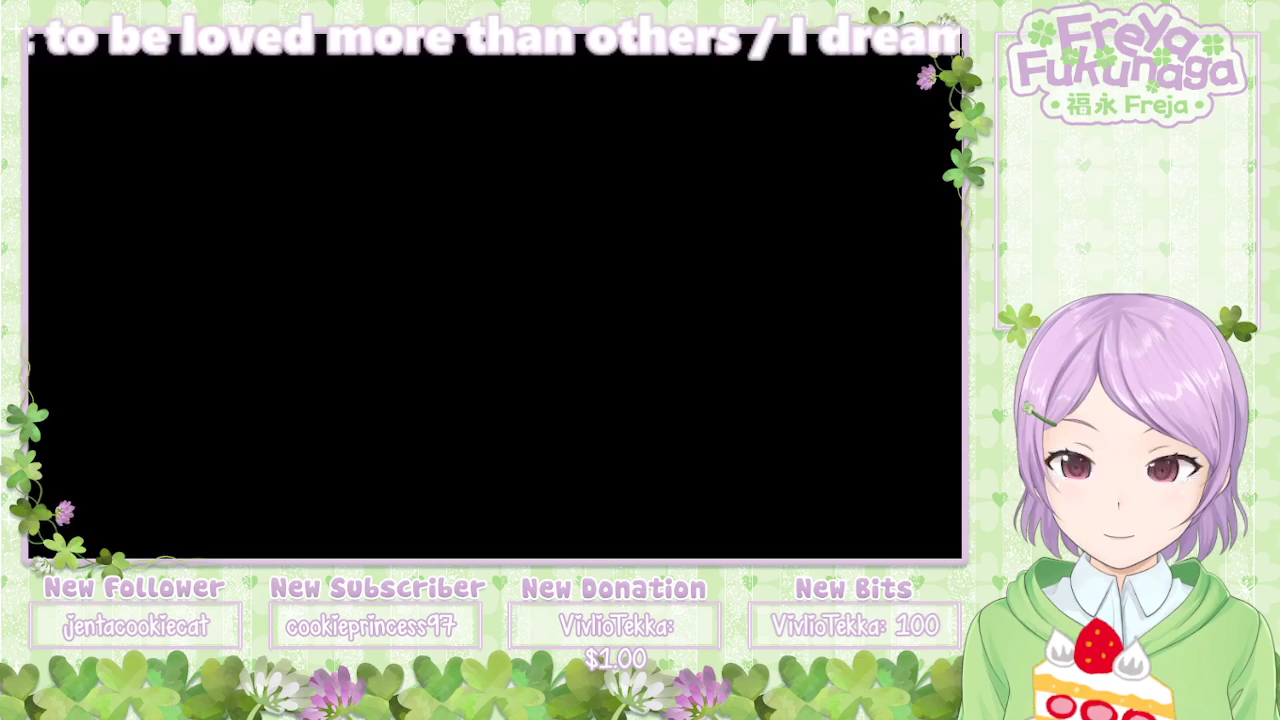 : to be loved more than others / I dream
Freya
Fukunaga
• 福永 Freja •
New Follower
jentacookiecat
New Subscriber
cookieprincess97
New Donation
VivlioTekka:
$1.00
New Bits
VivlioTekka: 100